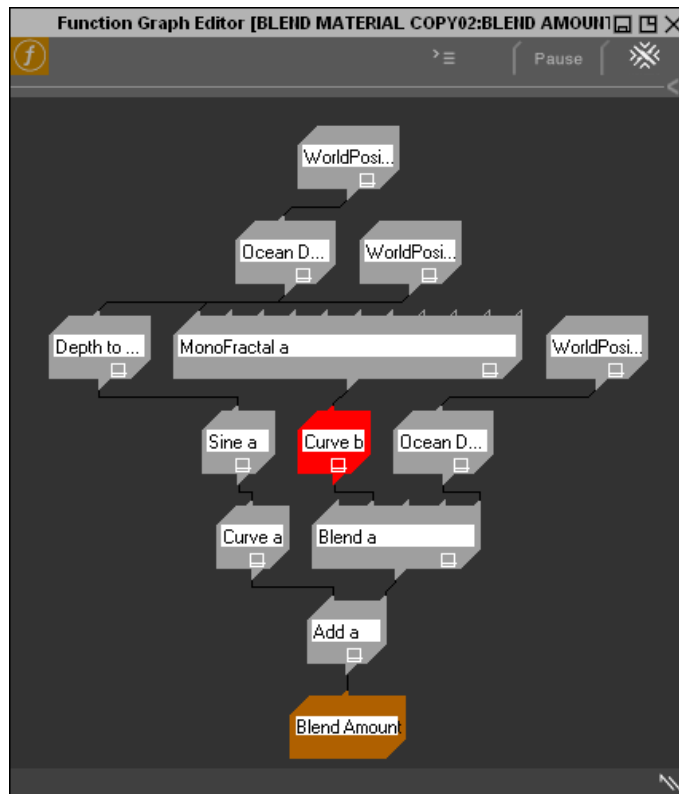 Function Graph Editor [BLEND MATERIAL COPY02:BLEND AMOUNT
f
Pause
WorldPosi...
Ocean D...
WorldPosi...
Depth to ...
MonoFractal a
WorldPosi...
Sine a
Curve b
Ocean D...
Curve a
Blend a
Add a
Blend Amount